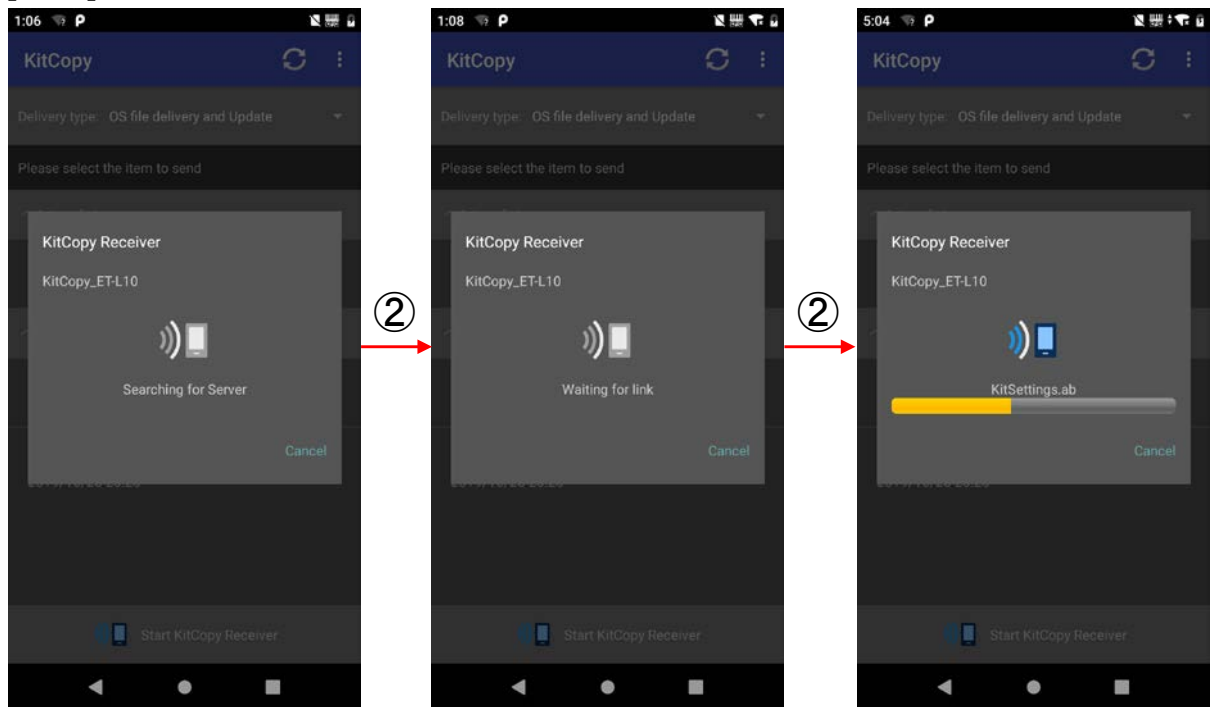 1:06
KitCopy
Delivery type: OS file delivery and Update
Please select the item to send
KitCopy Receiver
KitCopy_ET-L10
Searching for Server
Cancel
Start KitCopy Receiver
②
1:08
KitCopy
Delivery type: OS file delivery and Update
Please select the item to send
KitCopy Receiver
KitCopy_ET-L10
Waiting for link
Cancel
Start KitCopy Receiver
②
5:04
KitCopy
Delivery type: OS file delivery and Update
Please select the item to send
KitCopy Receiver
KitCopy_ET-L10
KitSettings.ab
Cancel
Start KitCopy Receiver